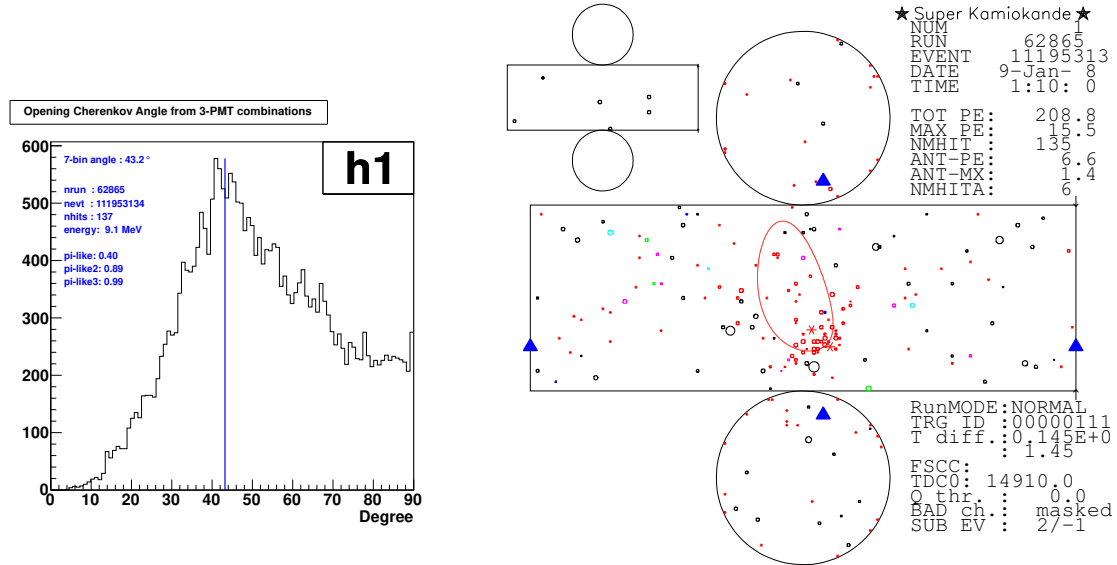 Opening Cherenkov Angle from 3-PMT combinations
h1
7-bin angle : 43.2 °
nrun : 62865
nevt : 111953134
nhits : 137
energy: 9.1 MeV
pi-like: 0.40
pi-like2: 0.89
pi-like3: 0.99
600
500
400
300
200
100
0
0 10 20 30 40 50 60 70 80 90
Degree
★ Super Kamiokande ★
NUM 1
RUN 62865
EVENT 11195313
DATE 9-Jan- 8
TIME 1:10: 0
TOT PE: 208.8
MAX PE: 15.5
NMHIT : 135
ANT-PE: 6.6
ANT-MX: 1.4
NMHITA: 6
RunMODE:NORMAL
TRG ID :00000111
T diff.:0.145E+0
: 1.45
FSCC:
TDC0: 14910.0
Q thr. : 0.0
BAD ch.: masked
SUB EV : 2/-1